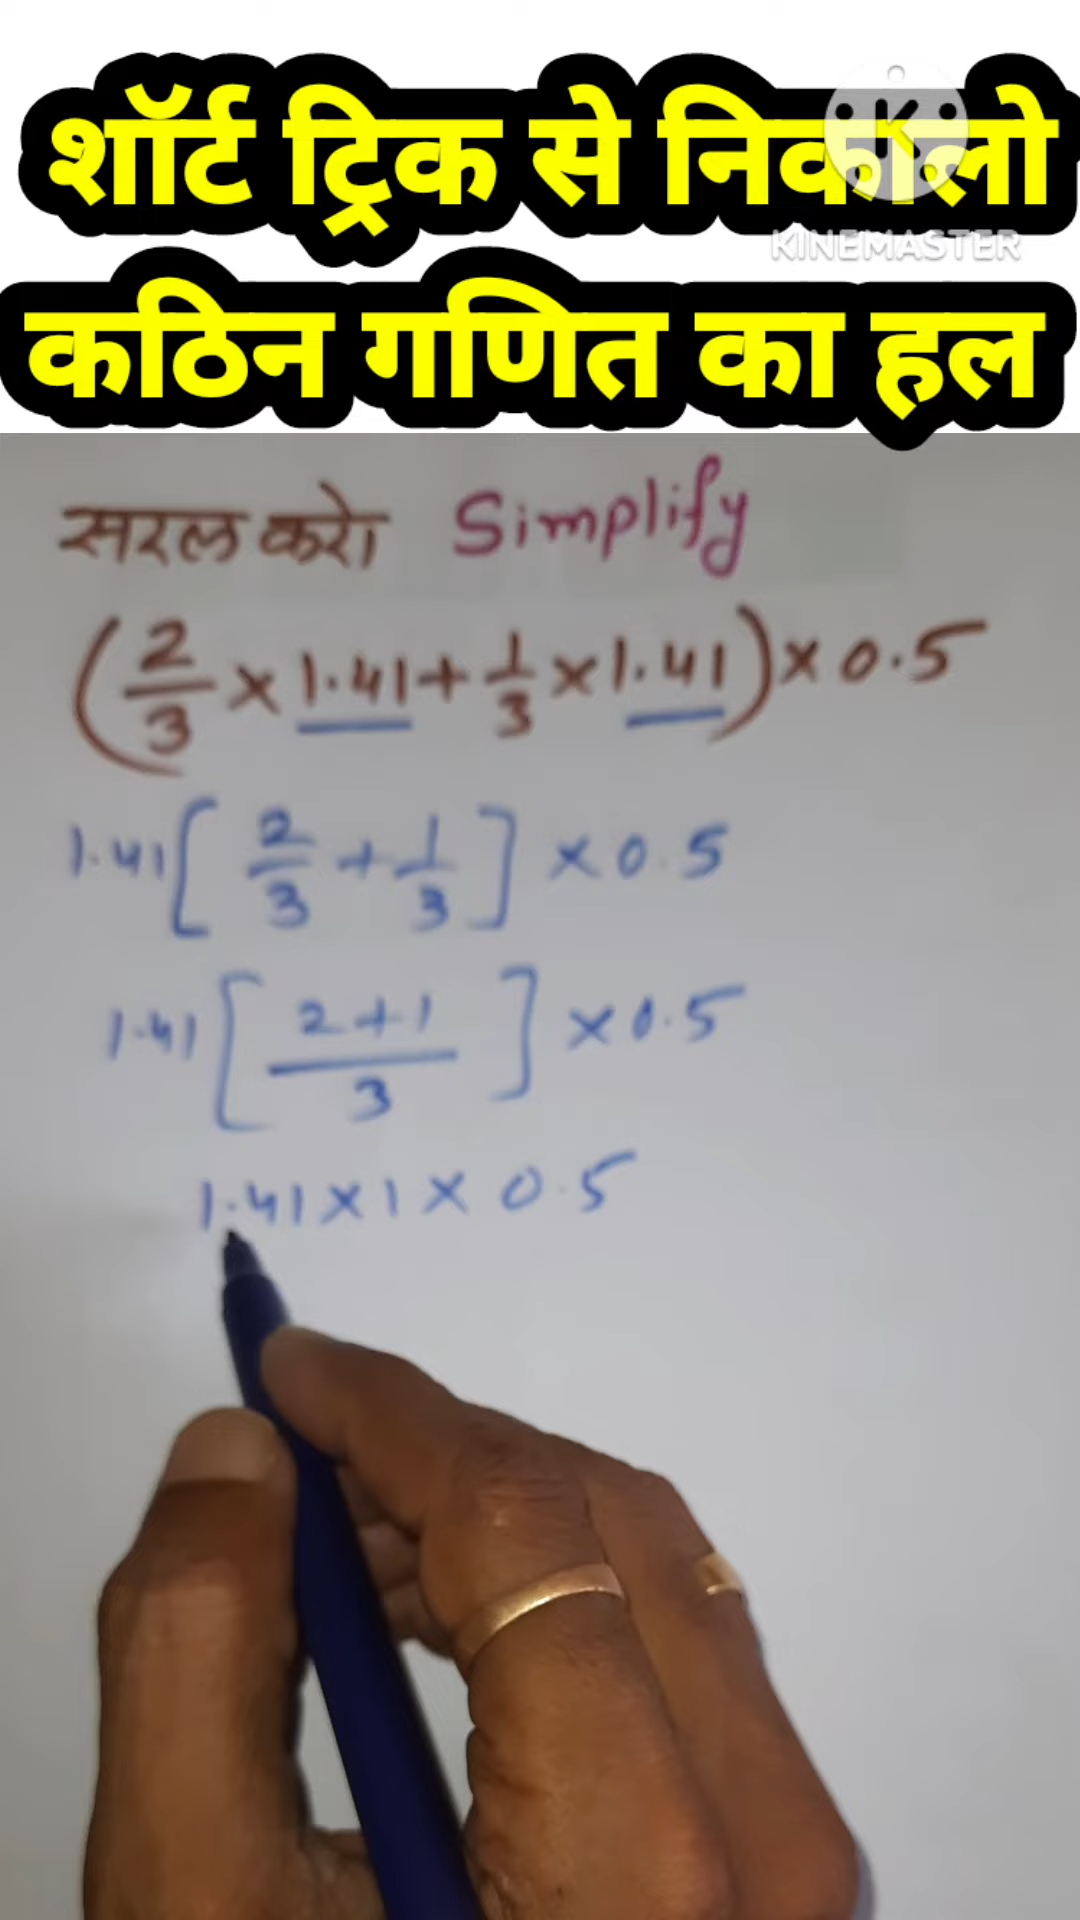 शॉर्ट ट्रिक से निकालो
K
KINEMASTER
कठिन गणित का हल
सरल करो Simplify
(2/3 × 1.41 + 1/3 × 1.41) × 0.5
1.41 [2/3 + 1/3] × 0.5
1.41 [2+1/3] × 0.5
1.41 × 1 × 0.5